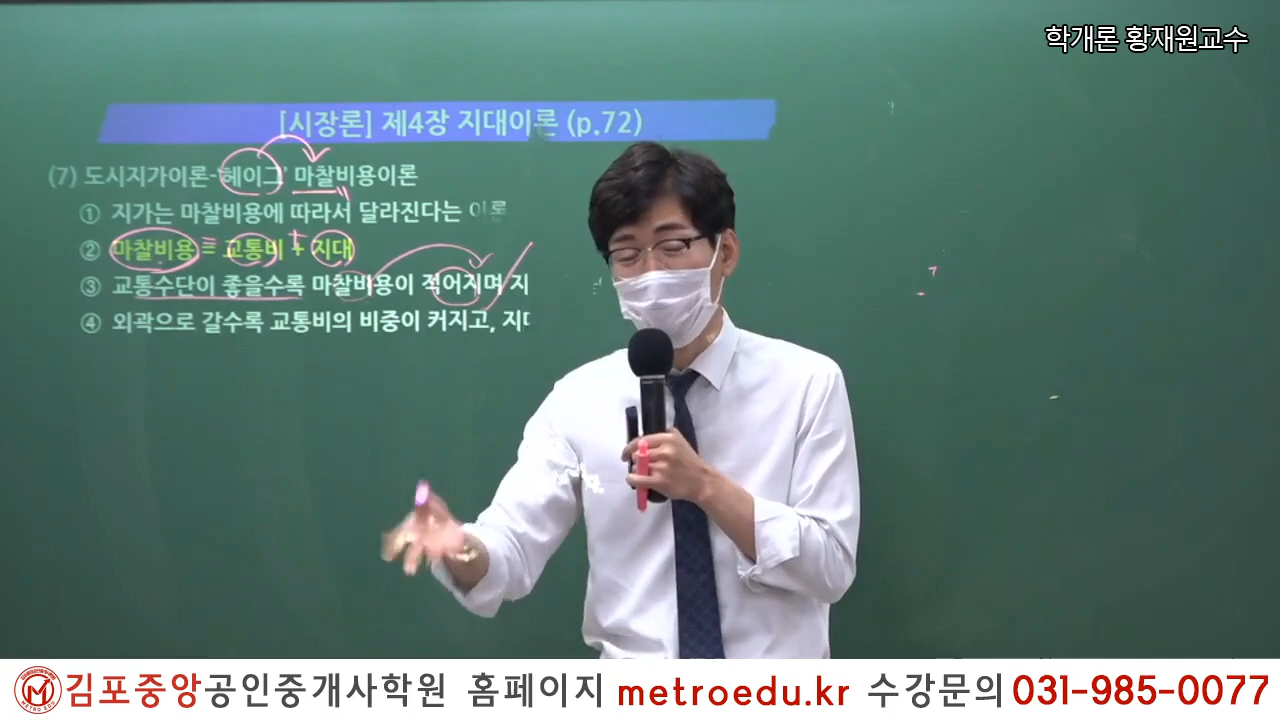 학개론 황재원교수
[시장론] 제4장 지대이론 (p.72)
(7) 도시지가이론-'헤이그' 마찰비용이론
① 지가는 마찰비용에 따라서 달라진다는 이론
② 마찰비용 = 교통비 + 지대
③ 교통수단이 좋을수록 마찰비용이 적어지며 지
④ 외곽으로 갈수록 교통비의 비중이 커지고,
김포중앙공인중개사학원 홈페이지 metroedu.kr 수강문의 031-985-0077